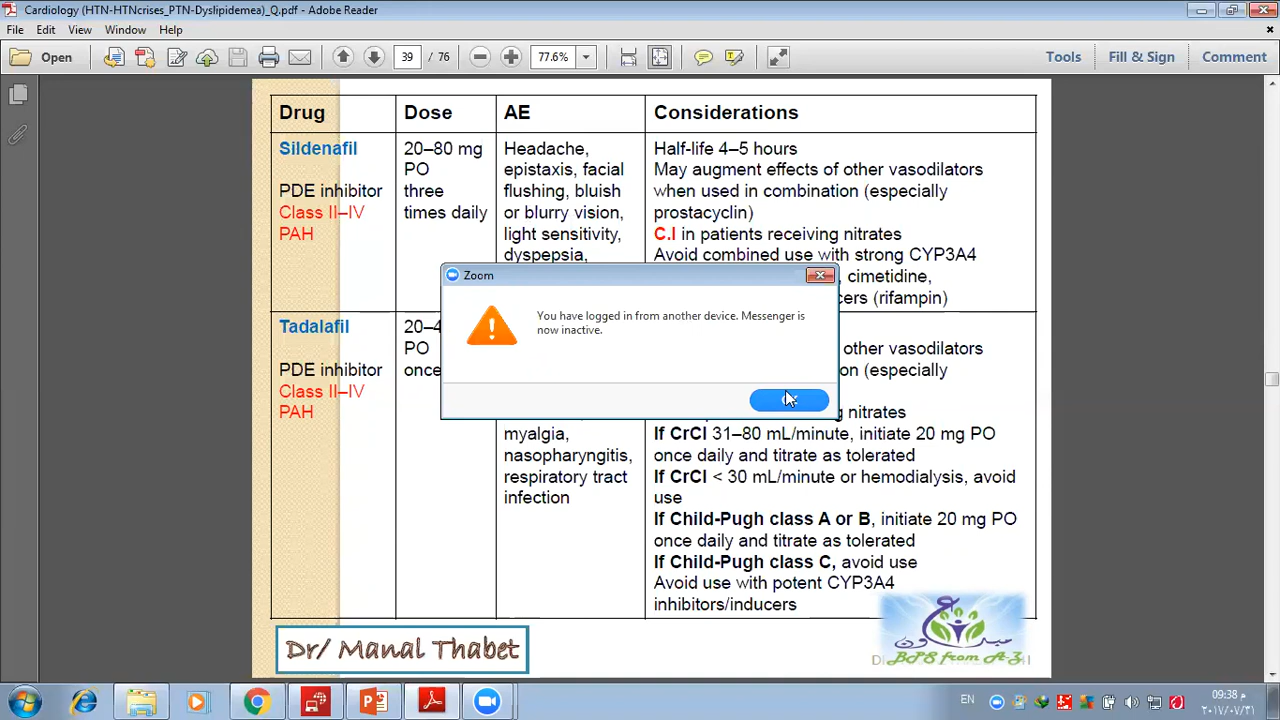 Cardiology (HTN-HTNcrises_PTN-Dyslipidemea)_Q.pdf - Adobe Reader
File Edit View Window Help
Open 39 / 76 77.6% Tools Fill & Sign Comment
Drug Dose AE Considerations
Sildenafil
PDE inhibitor
Class II–IV
PAH
20–80 mg
PO
three
times daily
Headache,
epistaxis, facial
flushing, bluish
or blurry vision,
light sensitivity,
dyspepsia,
Half-life 4–5 hours
May augment effects of other vasodilators
when used in combination (especially
prostacyclin)
C.I in patients receiving nitrates
Avoid combined use with strong CYP3A4
, cimetidine,
(rifampin)
Zoom
You have logged in from another device. Messenger is
now inactive.
Tadalafil
PDE inhibitor
Class II–IV
PAH
20–4
PO
once
myalgia,
nasopharyngitis,
respiratory tract
infection
other vasodilators
(especially
nitrates
If CrCl 31–80 mL/minute, initiate 20 mg PO
once daily and titrate as tolerated
If CrCl < 30 mL/minute or hemodialysis, avoid
use
If Child-Pugh class A or B, initiate 20 mg PO
once daily and titrate as tolerated
If Child-Pugh class C, avoid use
Avoid use with potent CYP3A4
inhibitors/inducers
Dr/ Manal Thabet
BPS from A-Z
EN
09:38 م
٢٠١٧/٠٧/٣١